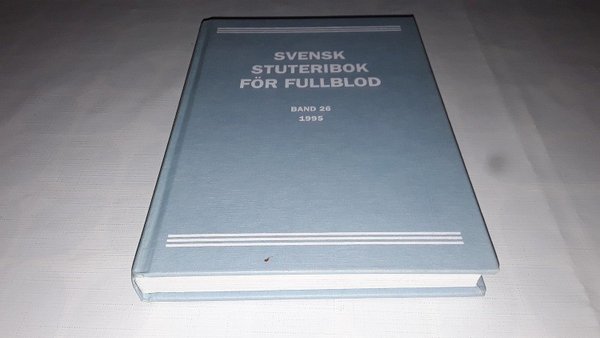 SVENSK
STUTERIBOK
FÖR FULLBLOD
BAND 26
1995